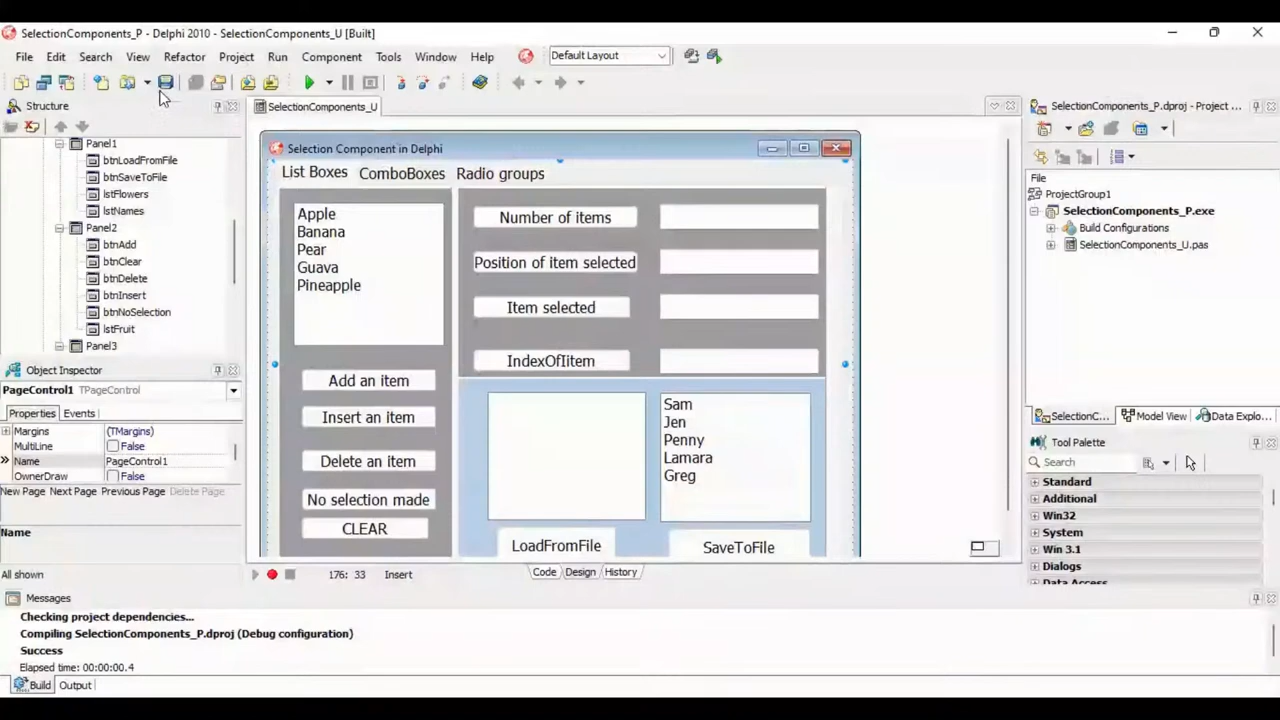 SelectionComponents_P - Delphi 2010 - SelectionComponents_U [Built]
File Edit Search View Refactor Project Run Component Tools Window Help Default Layout
Structure
Panel1
btnLoadFromFile
btnSaveToFile
lstFlowers
lstNames
Panel2
btnAdd
btnClear
btnDelete
btnInsert
btnNoSelection
lstFruit
Panel3
Object Inspector
PageControl1 TPageControl
Properties Events
Margins (TMargins)
MultiLine False
Name PageControl1
OwnerDraw False
New Page Next Page Previous Page Delete Page
Name
All shown
SelectionComponents_U
Selection Component in Delphi
List Boxes ComboBoxes Radio groups
Apple
Banana
Pear
Guava
Pineapple
Add an item
Insert an item
Delete an item
No selection made
CLEAR
Number of items
Position of item selected
Item selected
IndexOfIitem
Sam
Jen
Penny
Lamara
Greg
LoadFromFile SaveToFile
176: 33 Insert Code Design History
SelectionComponents_P.dproj - Project ...
File
ProjectGroup1
SelectionComponents_P.exe
Build Configurations
SelectionComponents_U.pas
SelectionC... Model View Data Explo...
Tool Palette
Search
Standard
Additional
Win32
System
Win 3.1
Dialogs
Data Access
Messages
Checking project dependencies...
Compiling SelectionComponents_P.dproj (Debug configuration)
Success
Elapsed time: 00:00:00.4
Build Output